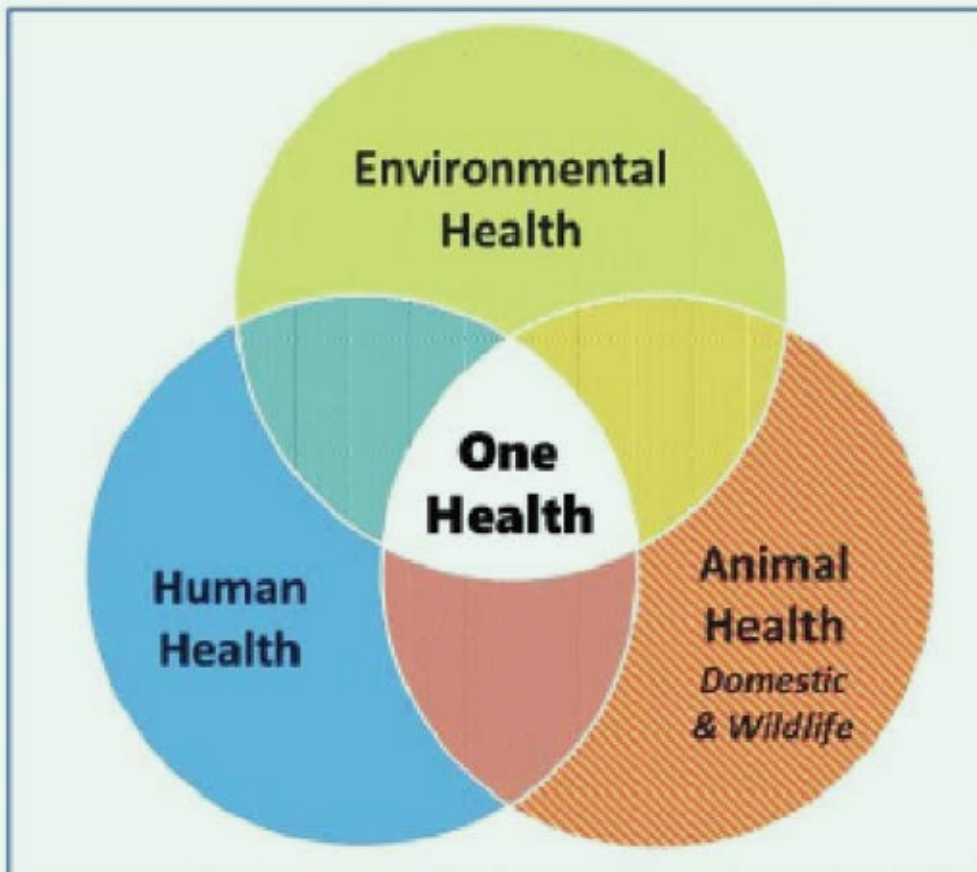 Environmental
Health
One
Health
Human
Health
Animal
Health
Domestic
& Wildlife